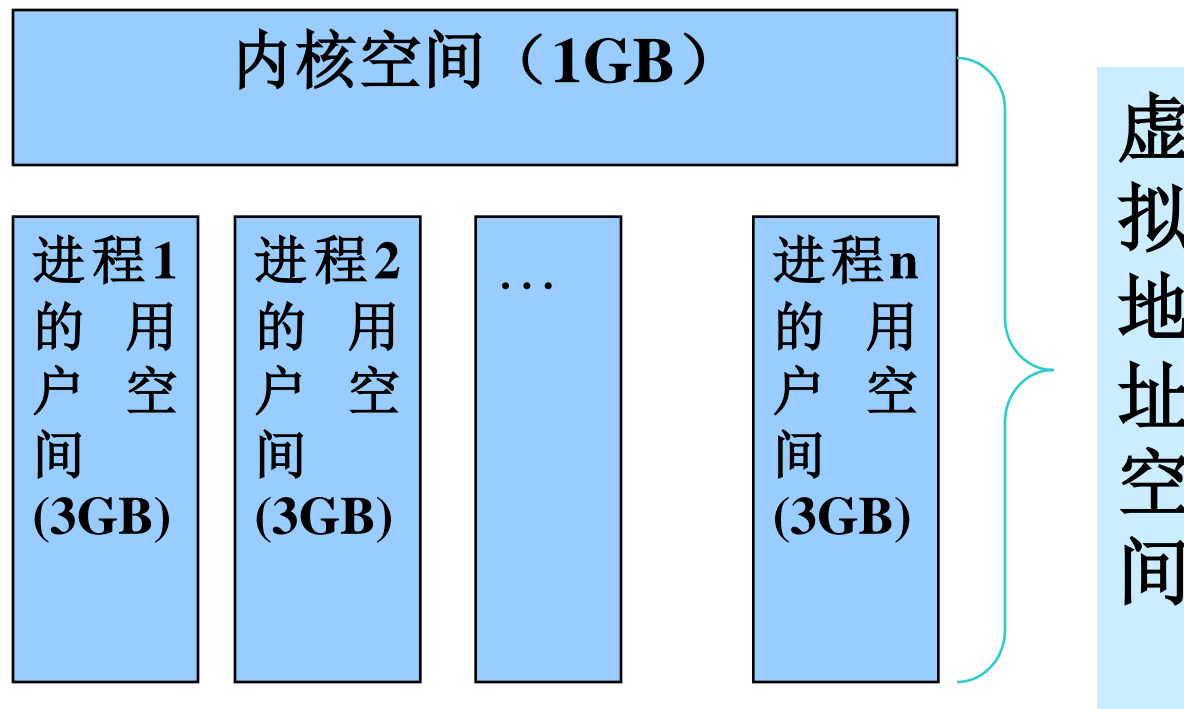 内核空间（1GB）
进程1
的用
户空
间
(3GB)
进程2
的用
户空
间
(3GB)
…
进程n
的用
户空
间
(3GB)
虚
拟
地
址
空
间